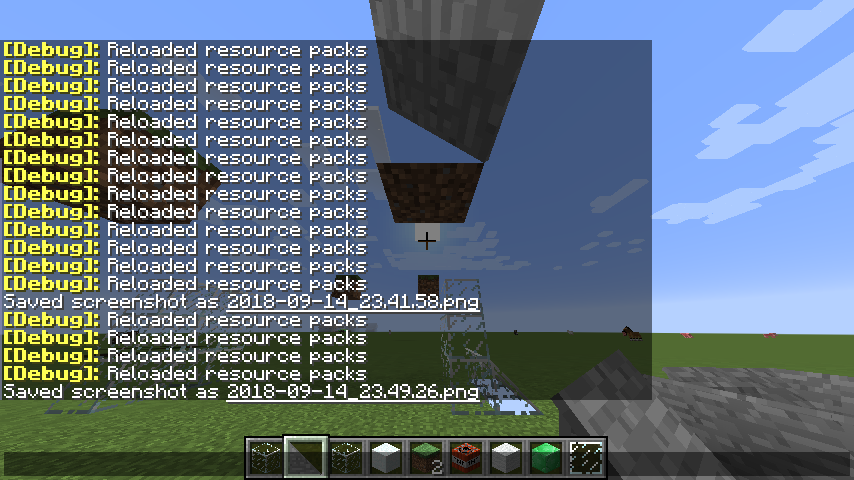 [Debug]: Reloaded resource packs
[Debug]: Reloaded resource packs
[Debug]: Reloaded resource packs
[Debug]: Reloaded resource packs
[Debug]: Reloaded resource packs
[Debug]: Reloaded resource packs
[Debug]: Reloaded resource packs
[Debug]: Reloaded resource packs
[Debug]: Reloaded resource packs
[Debug]: Reloaded resource packs
[Debug]: Reloaded resource packs
[Debug]: Reloaded resource packs
[Debug]: Reloaded resource packs
[Debug]: Reloaded resource packs
Saved screenshot as 2018-09-14_23.41.58.png
[Debug]: Reloaded resource packs
[Debug]: Reloaded resource packs
[Debug]: Reloaded resource packs
[Debug]: Reloaded resource packs
Saved screenshot as 2018-09-14_23.49.26.png
2